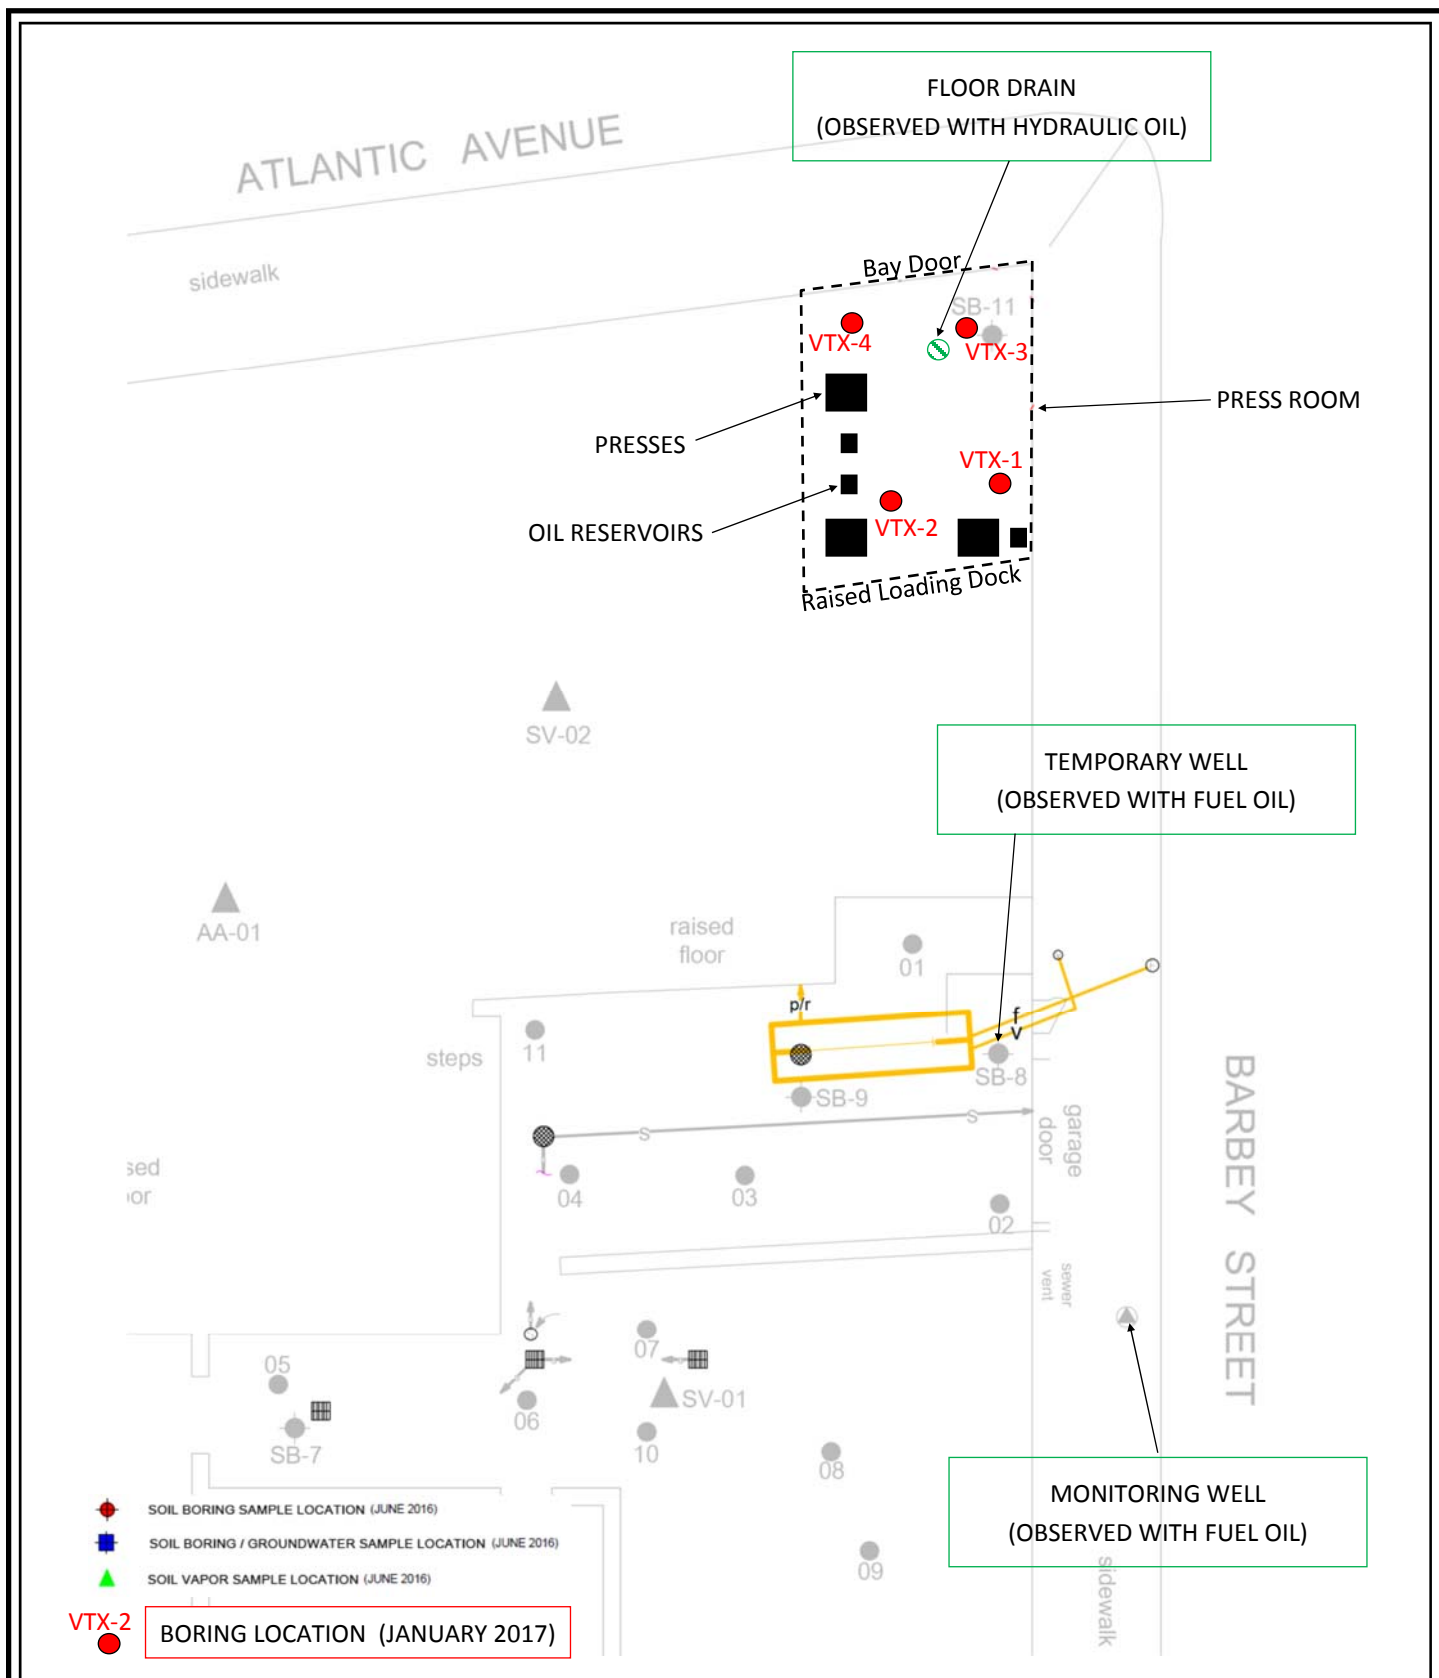 FLOOR DRAIN
(OBSERVED WITH HYDRAULIC OIL)
ATLANTIC AVENUE
sidewalk
Bay Door
SB-11
VTX-4
VTX-3
PRESS ROOM
PRESSES
VTX-1
OIL RESERVOIRS
VTX-2
Raised Loading Dock
SV-02
TEMPORARY WELL
(OBSERVED WITH FUEL OIL)
AA-01
raised
floor
01
p/r
f
v
11
steps
SB-8
SB-9
BARBEY STREET
S
S
garage
door
04
03
02
sewer
vent
07
05
SV-01
06
SB-7
10
08
MONITORING WELL
(OBSERVED WITH FUEL OIL)
09
sidewalk
SOIL BORING SAMPLE LOCATION (JUNE 2016)
SOIL BORING / GROUNDWATER SAMPLE LOCATION (JUNE 2016)
SOIL VAPOR SAMPLE LOCATION (JUNE 2016)
VTX-2
BORING LOCATION (JANUARY 2017)